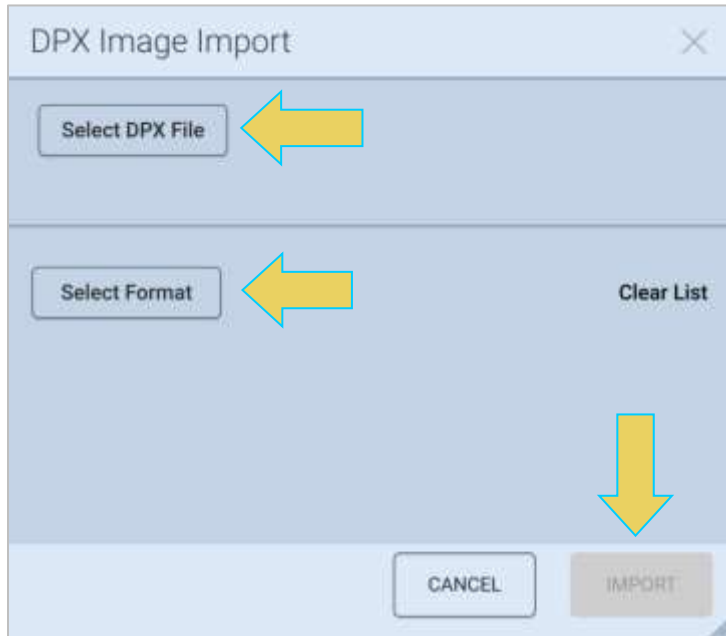 DPX Image Import
Select DPX File
Select Format
Clear List
CANCEL
IMPORT